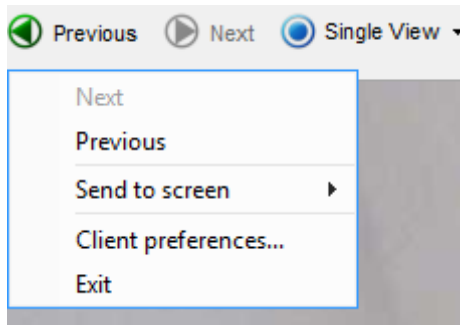 Previous Next Single View
Next
Previous
Send to screen
Client preferences...
Exit